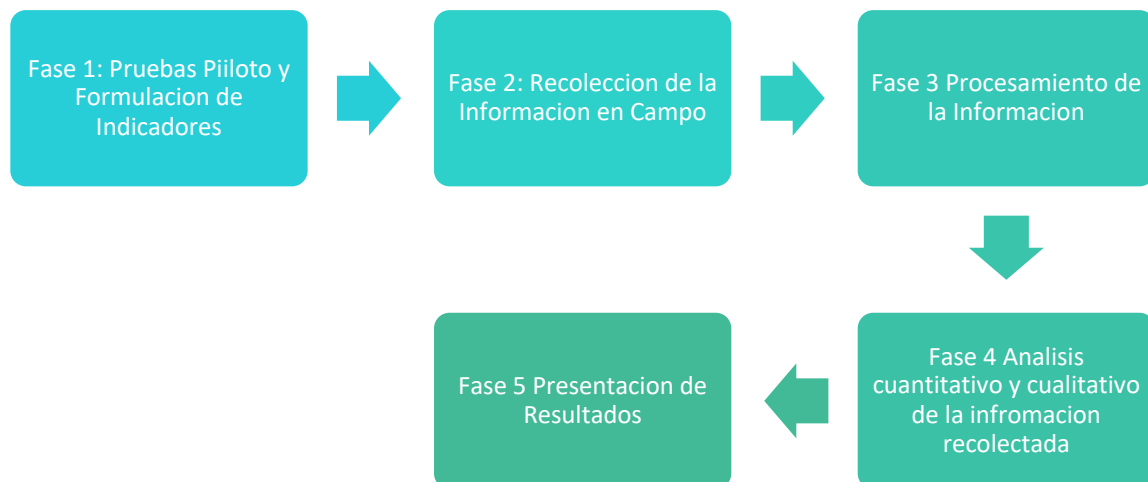 Fase 1: Pruebas Piiloto y
Formulacion de
Indicadores
Fase 2: Recoleccion de la
Informacion en Campo
Fase 3 Procesamiento de
la Informacion
Fase 4 Analisis
cuantitativo y cualitativo
de la infromacion
recolectada
Fase 5 Presentacion de
Resultados